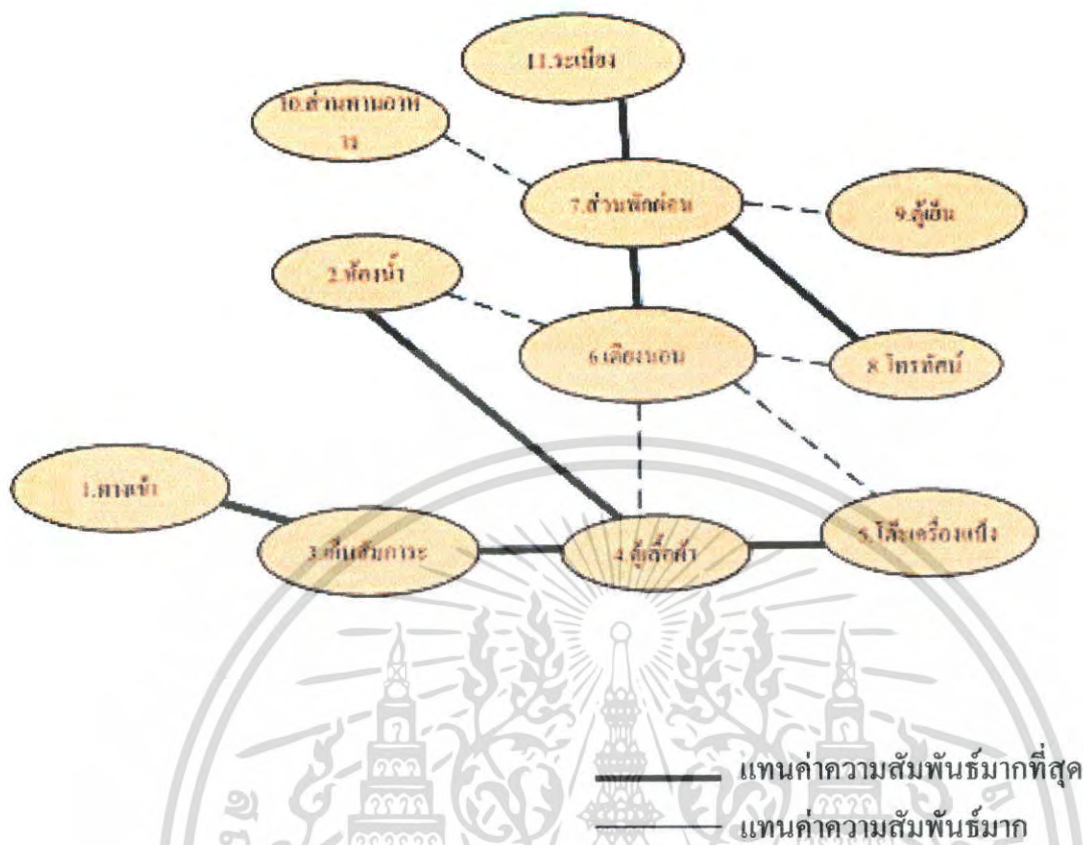 11.ระเบียง
10.ส่วนทานอาห
าร
7.ส่วนพักผ่อน
9.ตู้เย็น
2.ห้องน้ำ
6.เตียงนอน
8.โทรทัศน์
1.ทางเข้า
3.เก็บสัมภาระ
4.ตู้เสื้อผ้า
5.โต๊ะเครื่องแป้ง
แทนค่าความสัมพันธ์มากที่สุด
แทนค่าความสัมพันธ์มาก